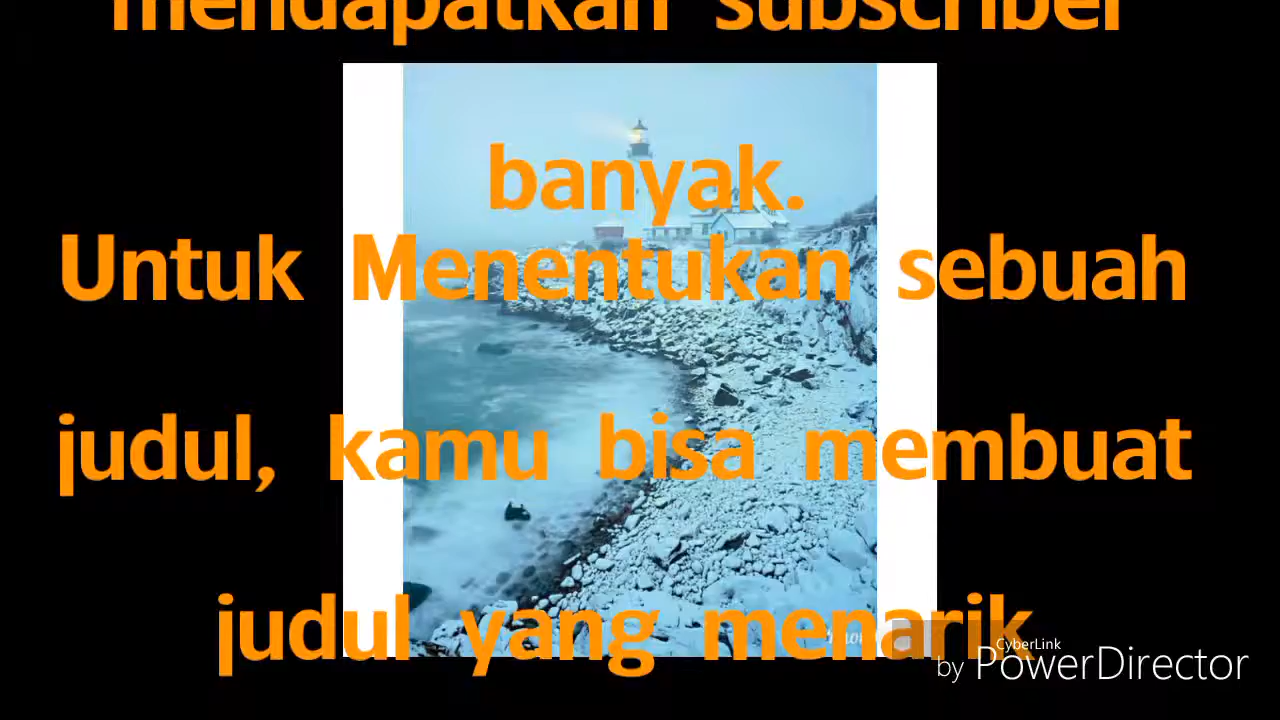 mendapatkan subscriber
banyak.
Untuk Menentukan sebuah
judul, kamu bisa membuat
judul yang menarik
CyberLink
by PowerDirector